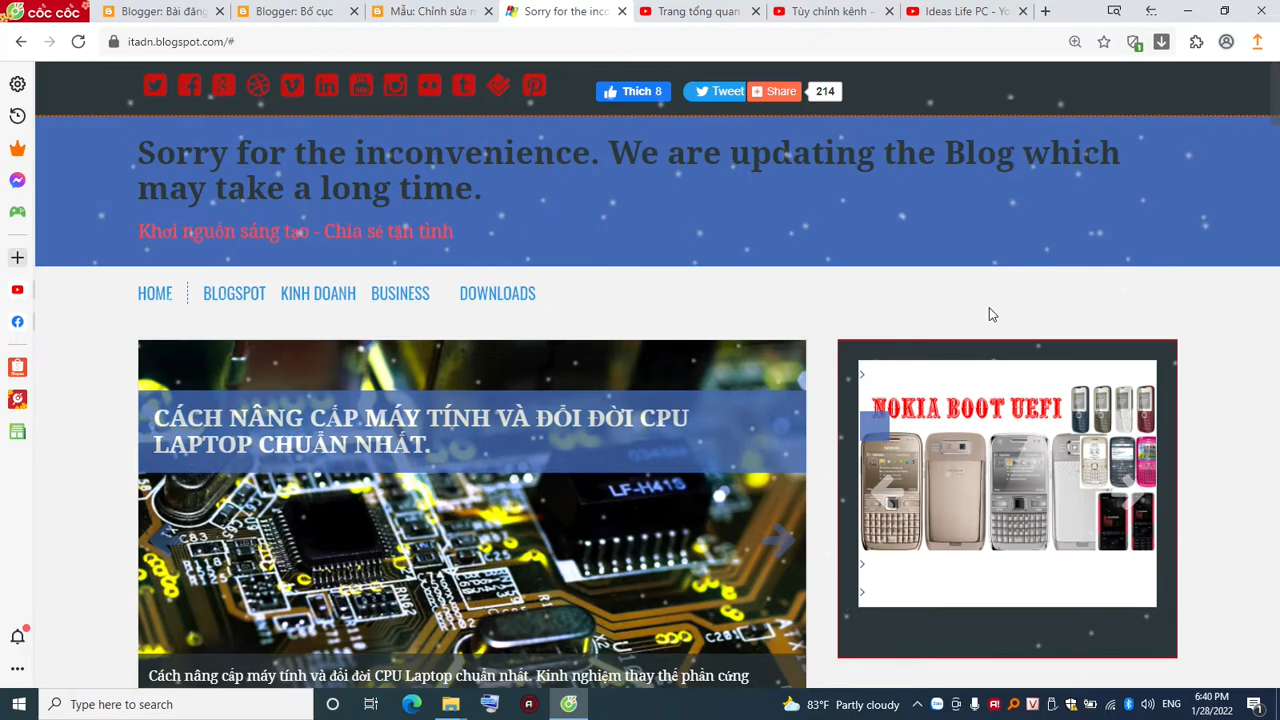 CỐC CỐC
Blogger: Bài đăn
Blogger: Bố cục
Mẫu: Chỉnh sửa m
Sorry for the inco
Trang tổng quan
Tùy chỉnh kênh -
Ideas Life PC - Yo
itadn.blogspot.com/#
Thích 8
Tweet
Share
214
Sorry for the inconvenience. We are updating the Blog which
may take a long time.
Khơi nguồn sáng tạo - Chia sẻ tận tình
HOME
BLOGSPOT
KINH DOANH
BUSINESS
DOWNLOADS
CÁCH NÂNG CẤP MÁY TÍNH VÀ ĐỔI ĐỜI CPU
LAPTOP CHUẨN NHẤT.
NOKIA BOOT UEFI
LF-H41S
C83
R1
Cách nâng cấp máy tính và đổi đời CPU Laptop chuẩn nhất. Kinh nghiệm thay thế phần cứng
Type here to search
83°F Partly cloudy
ENG
6:40 PM
1/28/2022